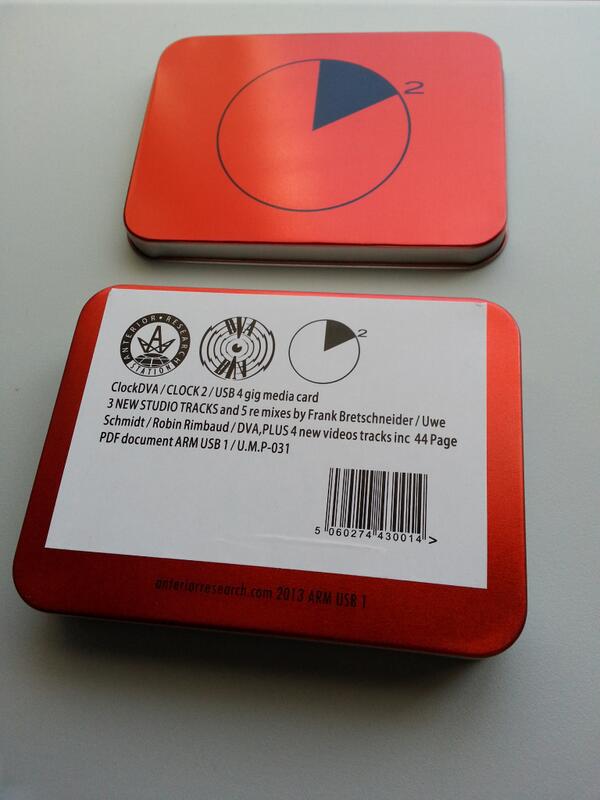 2
ANTERIOR • RESEARCH
STATION
DVA
DVA
2
ClockDVA / CLOCK 2 / USB 4 gig media card
3 NEW STUDIO TRACKS and 5 re mixes by Frank Bretschneider / Uwe
Schmidt / Robin Rimbaud / DVA,PLUS 4 new videos tracks inc 44 Page
PDF document ARM USB 1 / U.M.P-031
5 060274 430014 >
anteriorresearch.com 2013 ARM USB 1